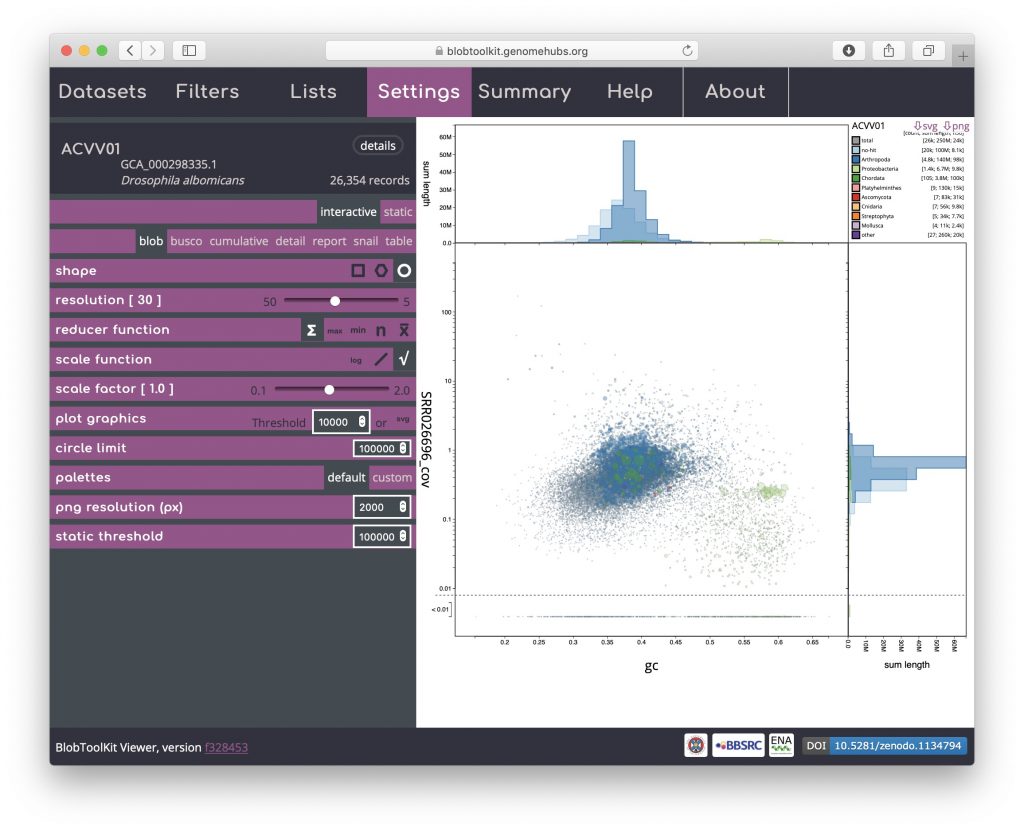 blobtoolkit.genomehubs.org
Datasets Filters Lists Settings Summary Help About
ACVV01 details
GCA_000298335.1
Drosophila albomicans 26,354 records
interactive static
blob busco cumulative detail report snail table
shape
resolution [ 30 ] 50 5
reducer function Σ max min n x̅
scale function log √
scale factor [ 1.0 ] 0.1 2.0
plot graphics Threshold 10000 or svg
circle limit 100000
palettes default custom
png resolution (px) 2000
static threshold 100000
60M
50M
40M
30M
20M
10M
0.0
sum length
ACVV01 svg png
total [26k; 250M; 24k]
no-hit [20k; 100M; 8.1k]
Arthropoda [4.8k; 140M; 98k]
Proteobacteria [1.4k; 6.7M; 9.8k]
Chordata [105; 3.8M; 100k]
Platyhelminthes [9; 130k; 15k]
Ascomycota [7; 83k; 31k]
Cnidaria [7; 56k; 9.8k]
Streptophyta [5; 34k; 7.7k]
Mollusca [4; 11k; 2.4k]
other [27; 260k; 20k]
100
10
1
0.1
0.01
< 0.01
SRR026696_cov
0.2 0.25 0.3 0.35 0.4 0.45 0.5 0.55 0.6 0.65
gc
0.0 10M 20M 30M 40M 50M 60M
sum length
BlobToolKit Viewer, version f328453
BBSRC
ENA
DOI 10.5281/zenodo.1134794